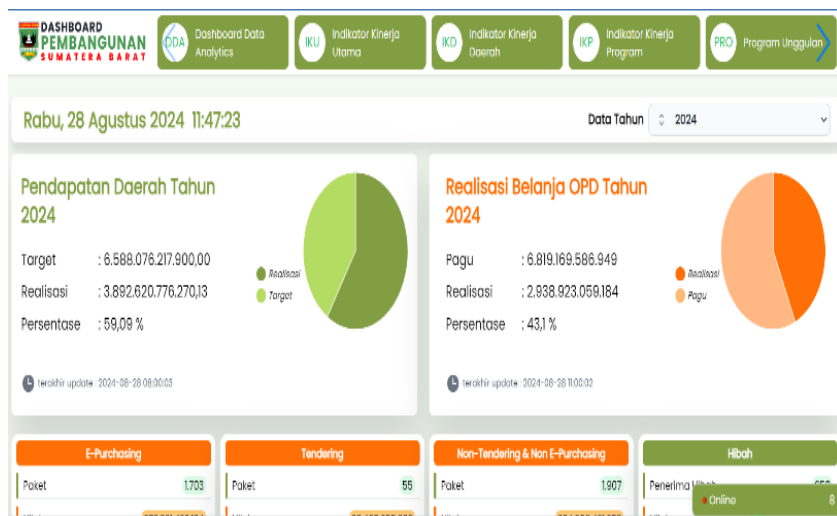 DASHBOARD
PEMBANGUNAN
SUMATERA BARAT
DDA Dashboard Data
Analytics
IKU Indikator Kinerja
Utama
IKD Indikator Kinerja
Daerah
IKP Indikator Kinerja
Program
PRO Program Unggulan
Rabu, 28 Agustus 2024 11:47:23
Data Tahun 2024
Pendapatan Daerah Tahun
2024
Target : 6.588.076.217.900,00
Realisasi : 3.892.620.776.270,13
Persentase : 59,09 %
Realisasi
Target
terakhir update : 2024-08-28 08:00:03
Realisasi Belanja OPD Tahun
2024
Pagu : 6.819.169.586.949
Realisasi : 2.938.923.059.184
Persentase : 43,1 %
Realisasi
Pagu
terakhir update : 2024-08-28 11:00:02
E-Purchasing
Paket 1.703
Tendering
Paket 55
Non-Tendering & Non E-Purchasing
Paket 1.907
Hibah
Penerima
Online 8